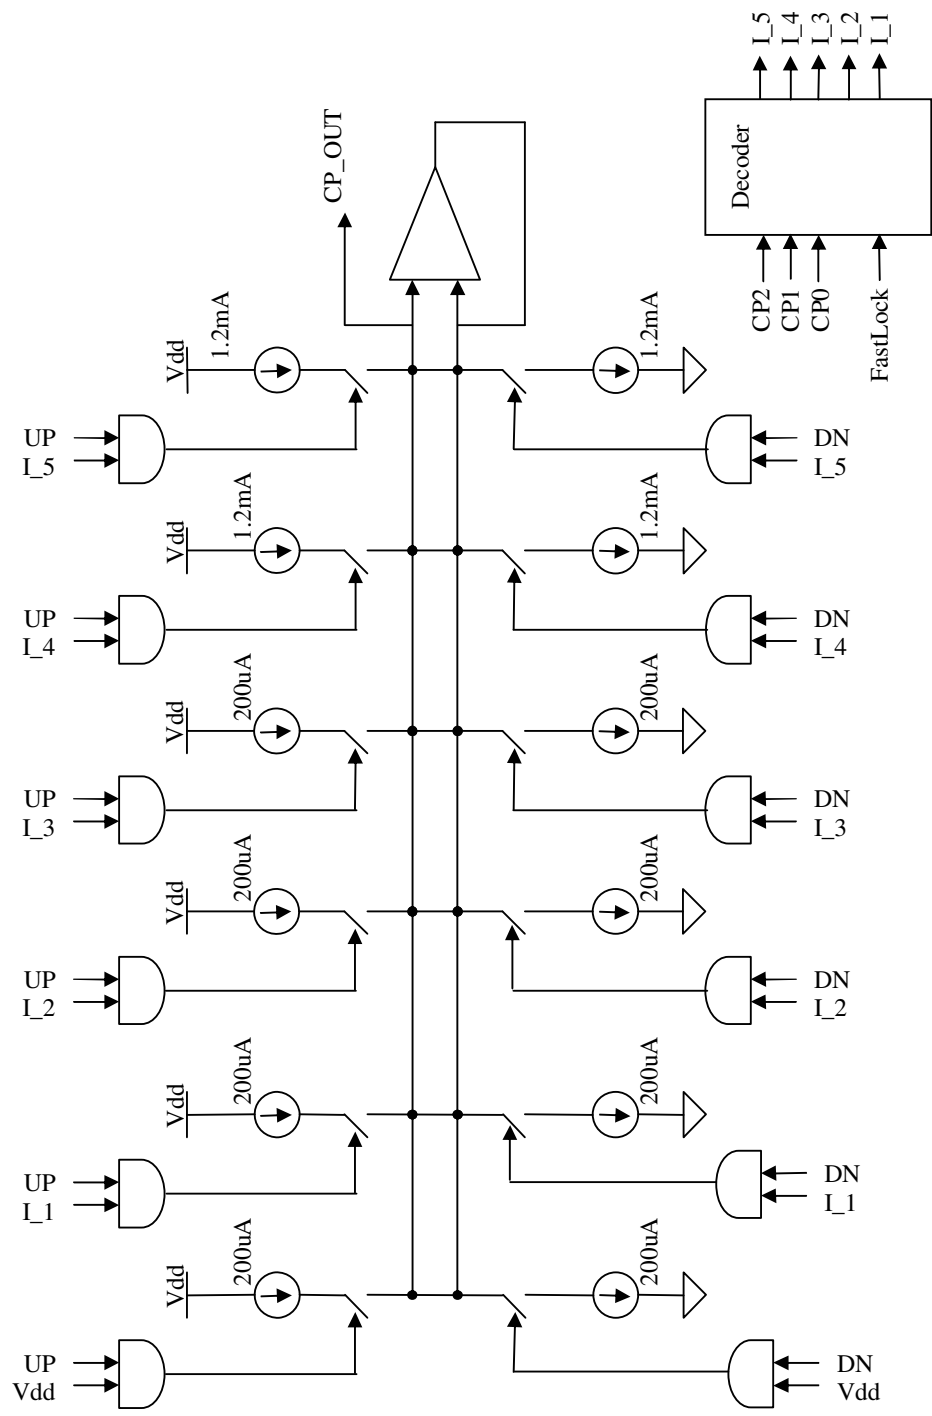 I_5
I_4
I_3
I_2
I_1
Decoder
CP2
CP1
CP0
FastLock
CP_OUT
Vdd
1.2mA
1.2mA
UP
I_5
DN
I_5
Vdd
1.2mA
1.2mA
UP
I_4
DN
I_4
Vdd
200uA
200uA
UP
I_3
DN
I_3
Vdd
200uA
200uA
UP
I_2
DN
I_2
Vdd
200uA
200uA
UP
I_1
DN
I_1
Vdd
200uA
200uA
UP
Vdd
DN
Vdd